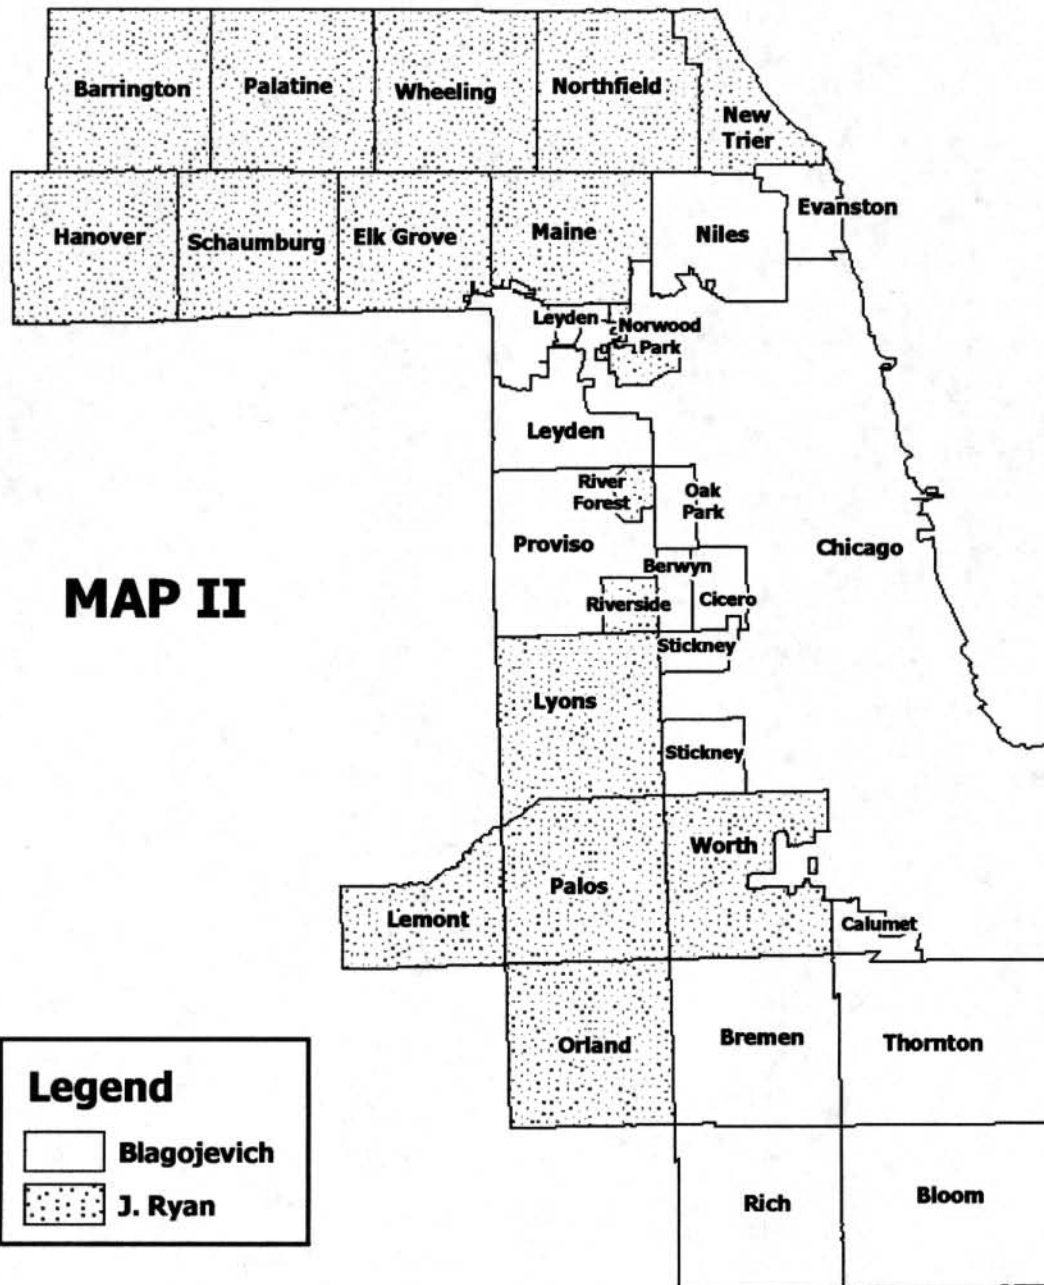 Barrington
Palatine
Wheeling
Northfield
New
Trier
Hanover
Schaumburg
Elk Grove
Maine
Niles
Evanston
Leyden
Norwood
Park
Leyden
River
Forest
Oak
Park
Proviso
Chicago
Berwyn
MAP II
Riverside
Cicero
Stickney
Lyons
Stickney
Worth
Palos
Lemont
Calumet
Orland
Bremen
Thornton
Legend
Blagojevich
J. Ryan
Rich
Bloom